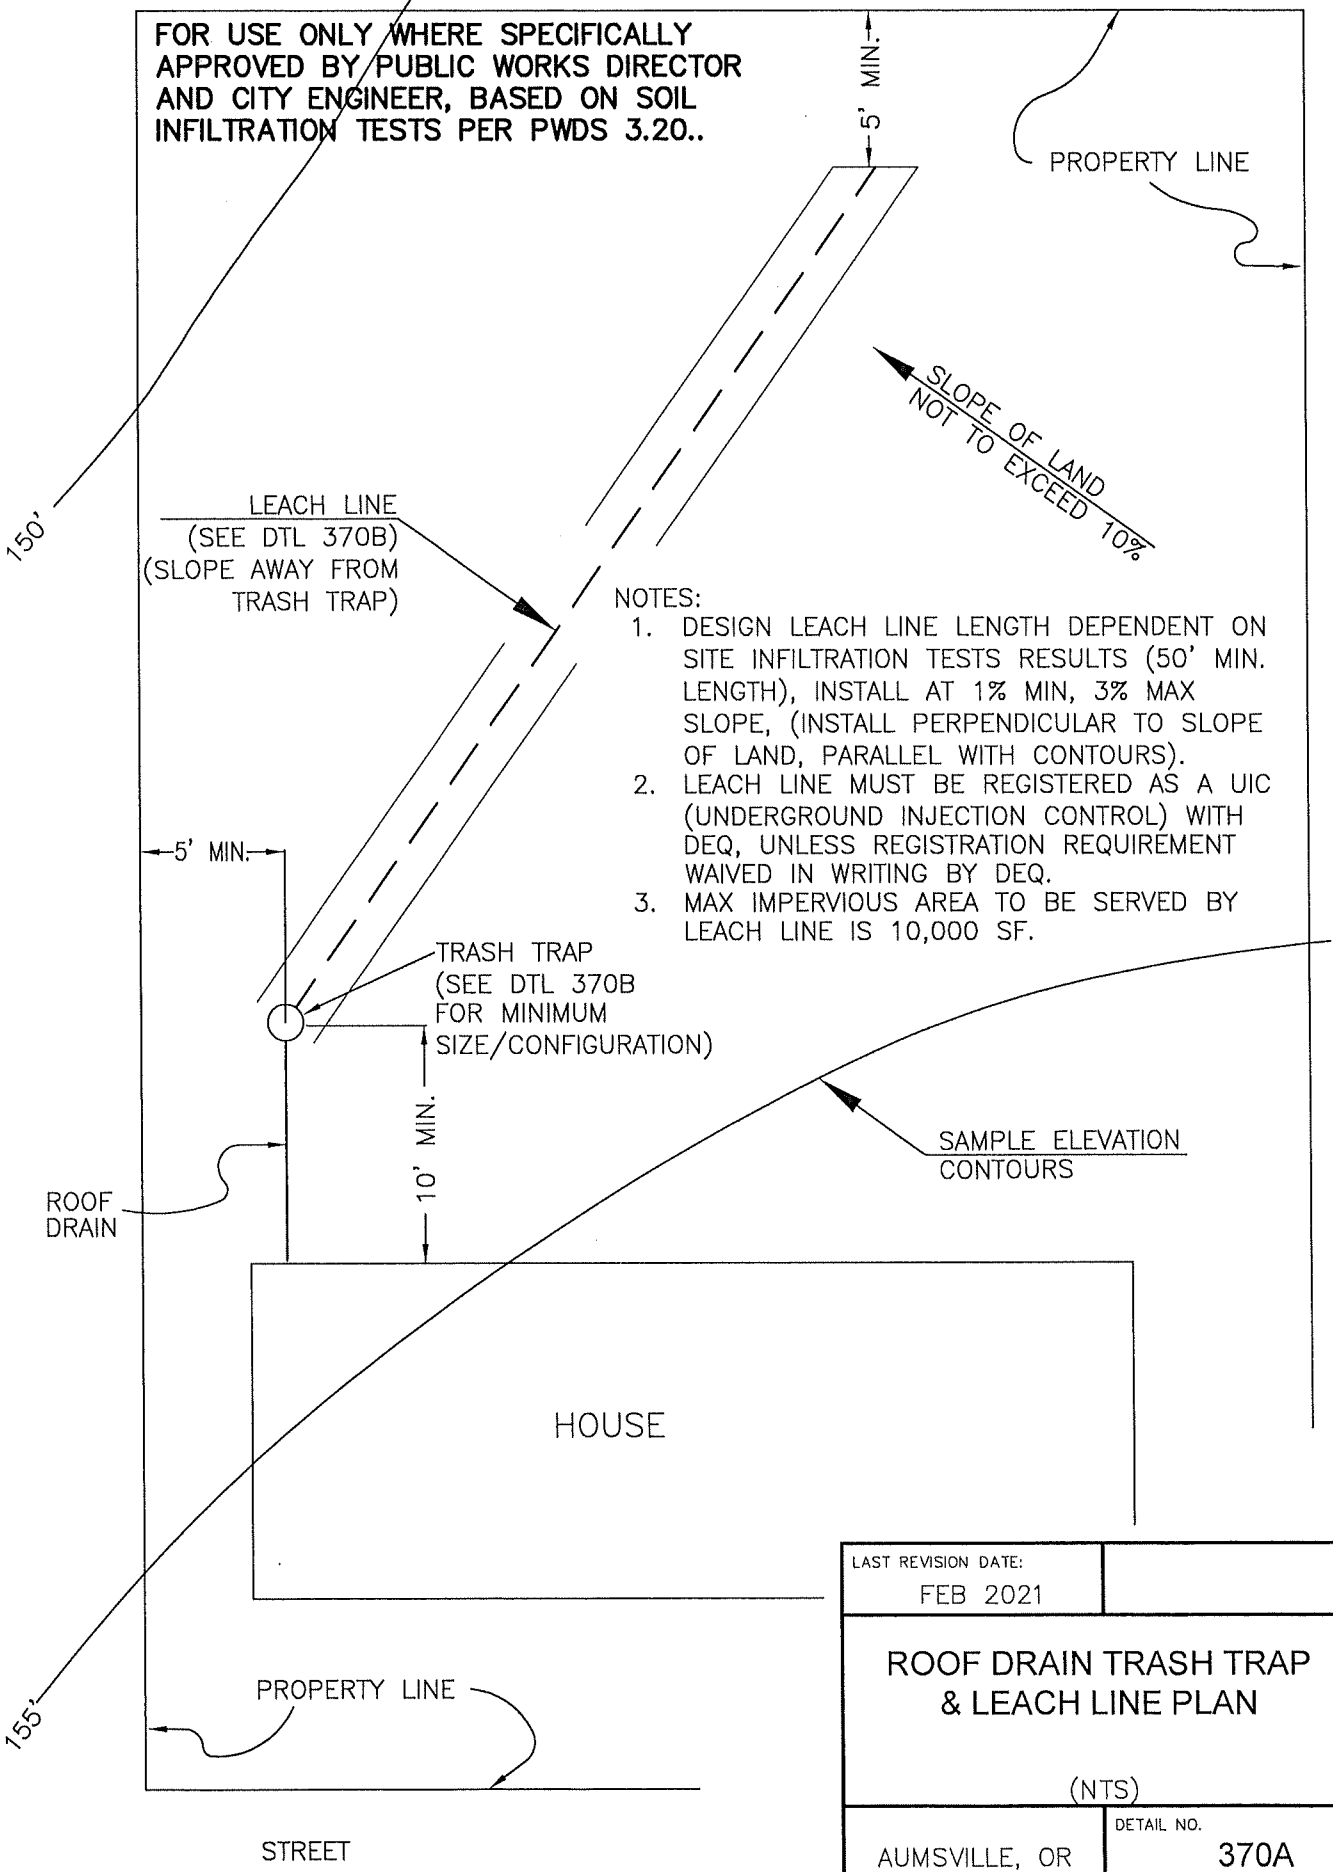 FOR USE ONLY WHERE SPECIFICALLY
APPROVED BY PUBLIC WORKS DIRECTOR
AND CITY ENGINEER, BASED ON SOIL
INFILTRATION TESTS PER PWDS 3.20..
5' MIN.
PROPERTY LINE
SLOPE OF LAND
NOT TO EXCEED 10%
150'
LEACH LINE
(SEE DTL 370B)
(SLOPE AWAY FROM
TRASH TRAP)
NOTES:
1. DESIGN LEACH LINE LENGTH DEPENDENT ON
SITE INFILTRATION TESTS RESULTS (50' MIN.
LENGTH), INSTALL AT 1% MIN, 3% MAX
SLOPE, (INSTALL PERPENDICULAR TO SLOPE
OF LAND, PARALLEL WITH CONTOURS).
2. LEACH LINE MUST BE REGISTERED AS A UIC
(UNDERGROUND INJECTION CONTROL) WITH
DEQ, UNLESS REGISTRATION REQUIREMENT
WAIVED IN WRITING BY DEQ.
3. MAX IMPERVIOUS AREA TO BE SERVED BY
LEACH LINE IS 10,000 SF.
5' MIN.
TRASH TRAP
(SEE DTL 370B
FOR MINIMUM
SIZE/CONFIGURATION)
10' MIN.
SAMPLE ELEVATION
CONTOURS
ROOF
DRAIN
HOUSE
155'
PROPERTY LINE
STREET
LAST REVISION DATE:
FEB 2021
ROOF DRAIN TRASH TRAP
& LEACH LINE PLAN
(NTS)
AUMSVILLE, OR
DETAIL NO.
370A